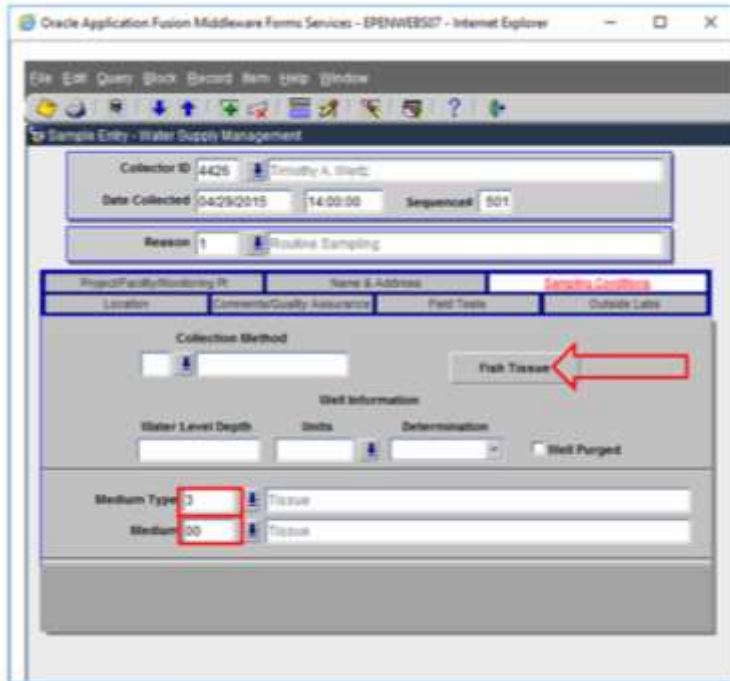 Oracle Application Fusion Middleware Forms Services - EPENWEBS07 - Internet Explorer
File Edit Query Block Record Item Help Window
Sample Entry - Water Supply Management
Collector ID 4426 Timothy A. Wertz
Date Collected 04/29/2015 14:00:00 Sequence# 501
Reason 1 Routine Sampling
Project/Facility/Monitoring Pt Name & Address Sampling Conditions
Location Comments/Quality Assurance Field Tests Outside Labs
Collection Method
Fish Tissue
Well Information
Water Level Depth Units Determination
Well Purged
Medium Type 3 Tissue
Medium 00 Tissue